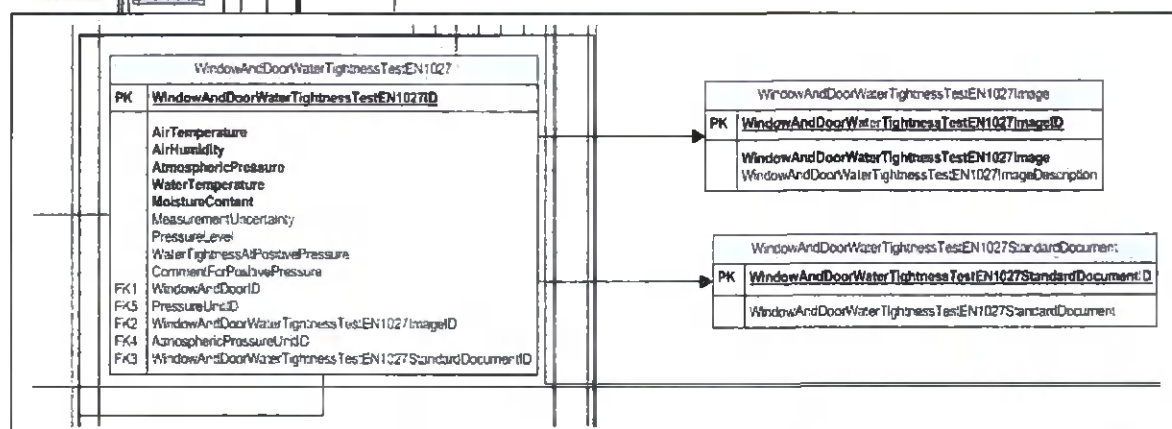 WindowAndDoorWaterTightnessTestEN1027
PK WindowAndDoorWaterTightnessTestEN1027ID
AirTemperature
AirHumidity
AtmosphericPressure
WaterTemperature
MoistureContent
MeasurementUncertainty
PressureLevel
WaterTightnessAtPositivePressure
CommentForPositivePressure
FK1 WindowAndDoorID
FK5 PressureUnitID
FK2 WindowAndDoorWaterTightnessTestEN1027ImageID
FK4 AtmosphericPressureUnitID
FK3 WindowAndDoorWaterTightnessTestEN1027StandardDocumentID
WindowAndDoorWaterTightnessTestEN1027Image
PK WindowAndDoorWaterTightnessTestEN1027ImageID
WindowAndDoorWaterTightnessTestEN1027Image
WindowAndDoorWaterTightnessTestEN1027ImageDescription
WindowAndDoorWaterTightnessTestEN1027StandardDocument
PK WindowAndDoorWaterTightnessTestEN1027StandardDocumentID
WindowAndDoorWaterTightnessTestEN1027StandardDocument